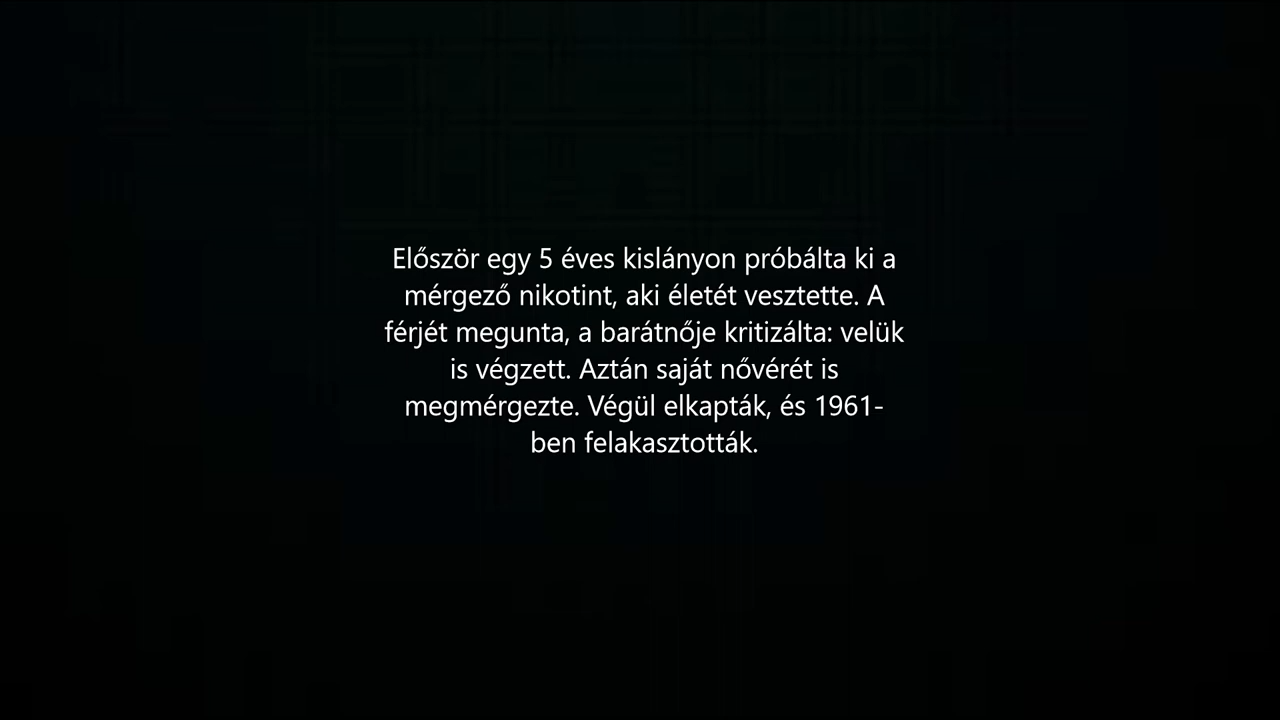 Először egy 5 éves kislányon próbálta ki a
mérgező nikotint, aki életét vesztette. A
férjét megunta, a barátnője kritizálta: velük
is végzett. Aztán saját nővérét is
megmérgezte. Végül elkapták, és 1961-
ben felakasztották.